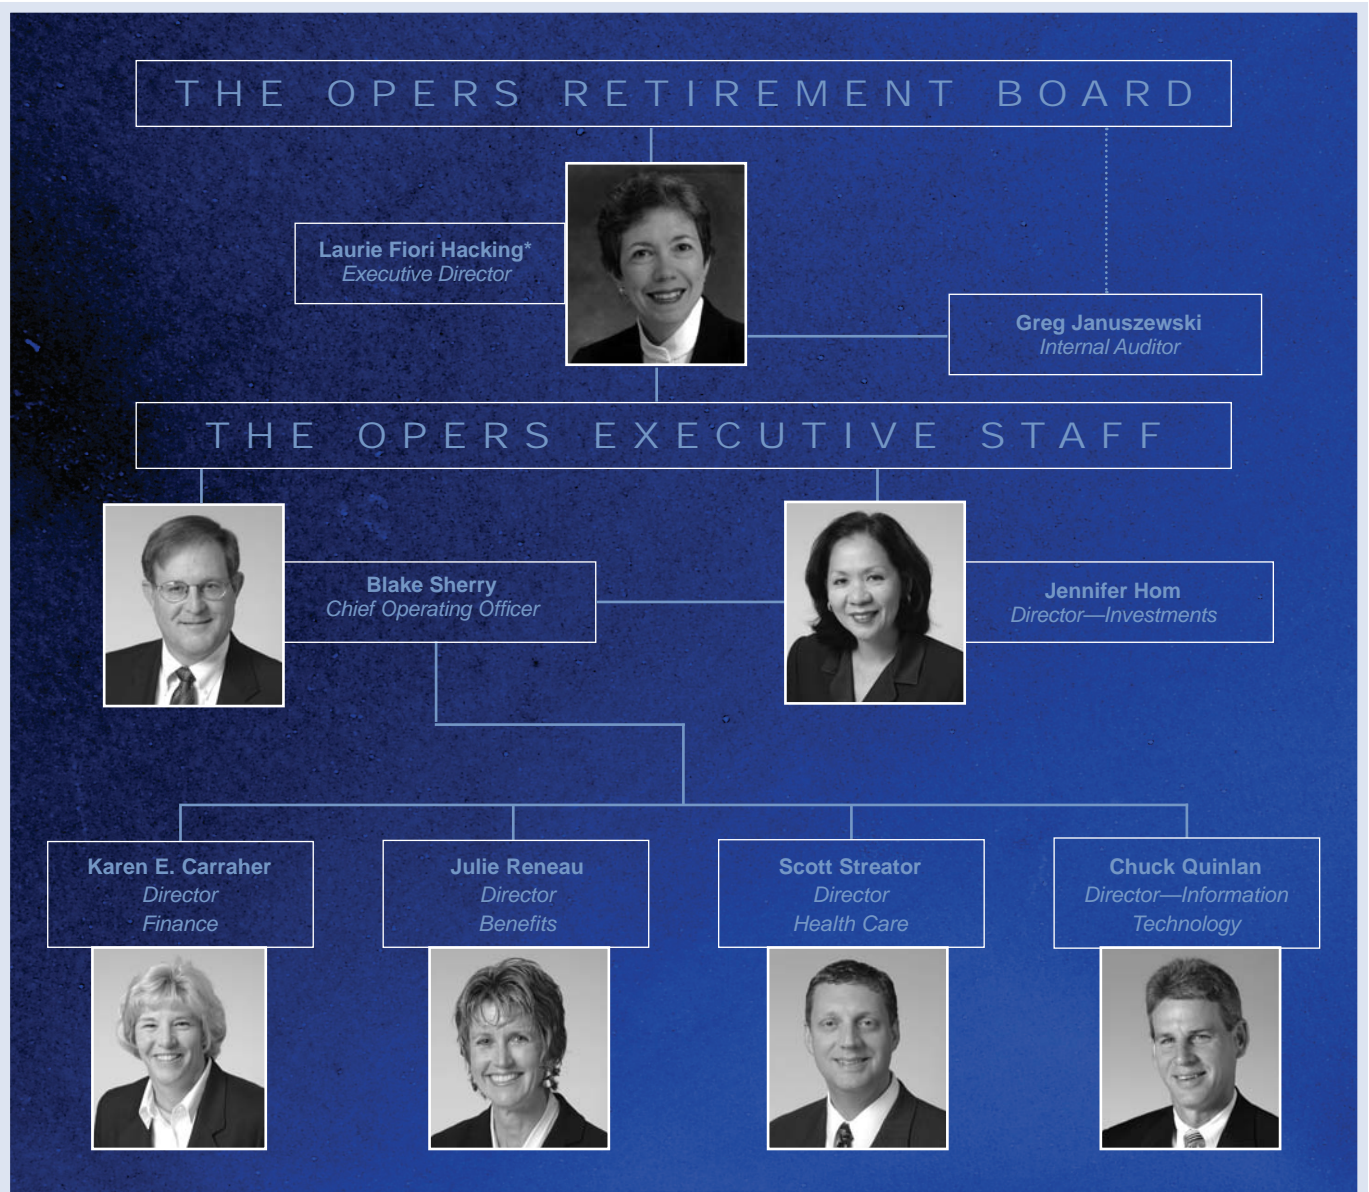 THE OPERS RETIREMENT BOARD
Laurie Fiori Hacking*
Executive Director
Greg Januszewski
Internal Auditor
THE OPERS EXECUTIVE STAFF
Blake Sherry
Chief Operating Officer
Jennifer Hom
Director—Investments
Karen E. Carraher
Director
Finance
Julie Reneau
Director
Benefits
Scott Streator
Director
Health Care
Chuck Quinlan
Director—Information
Technology